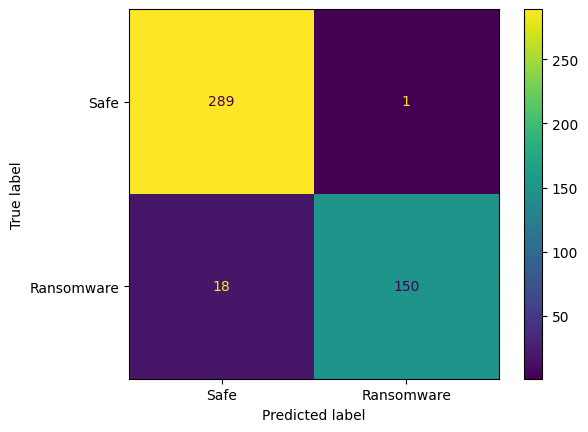 Safe
289
1
Ransomware
18
150
Safe
Ransomware
Predicted label
True label
250
200
150
100
50